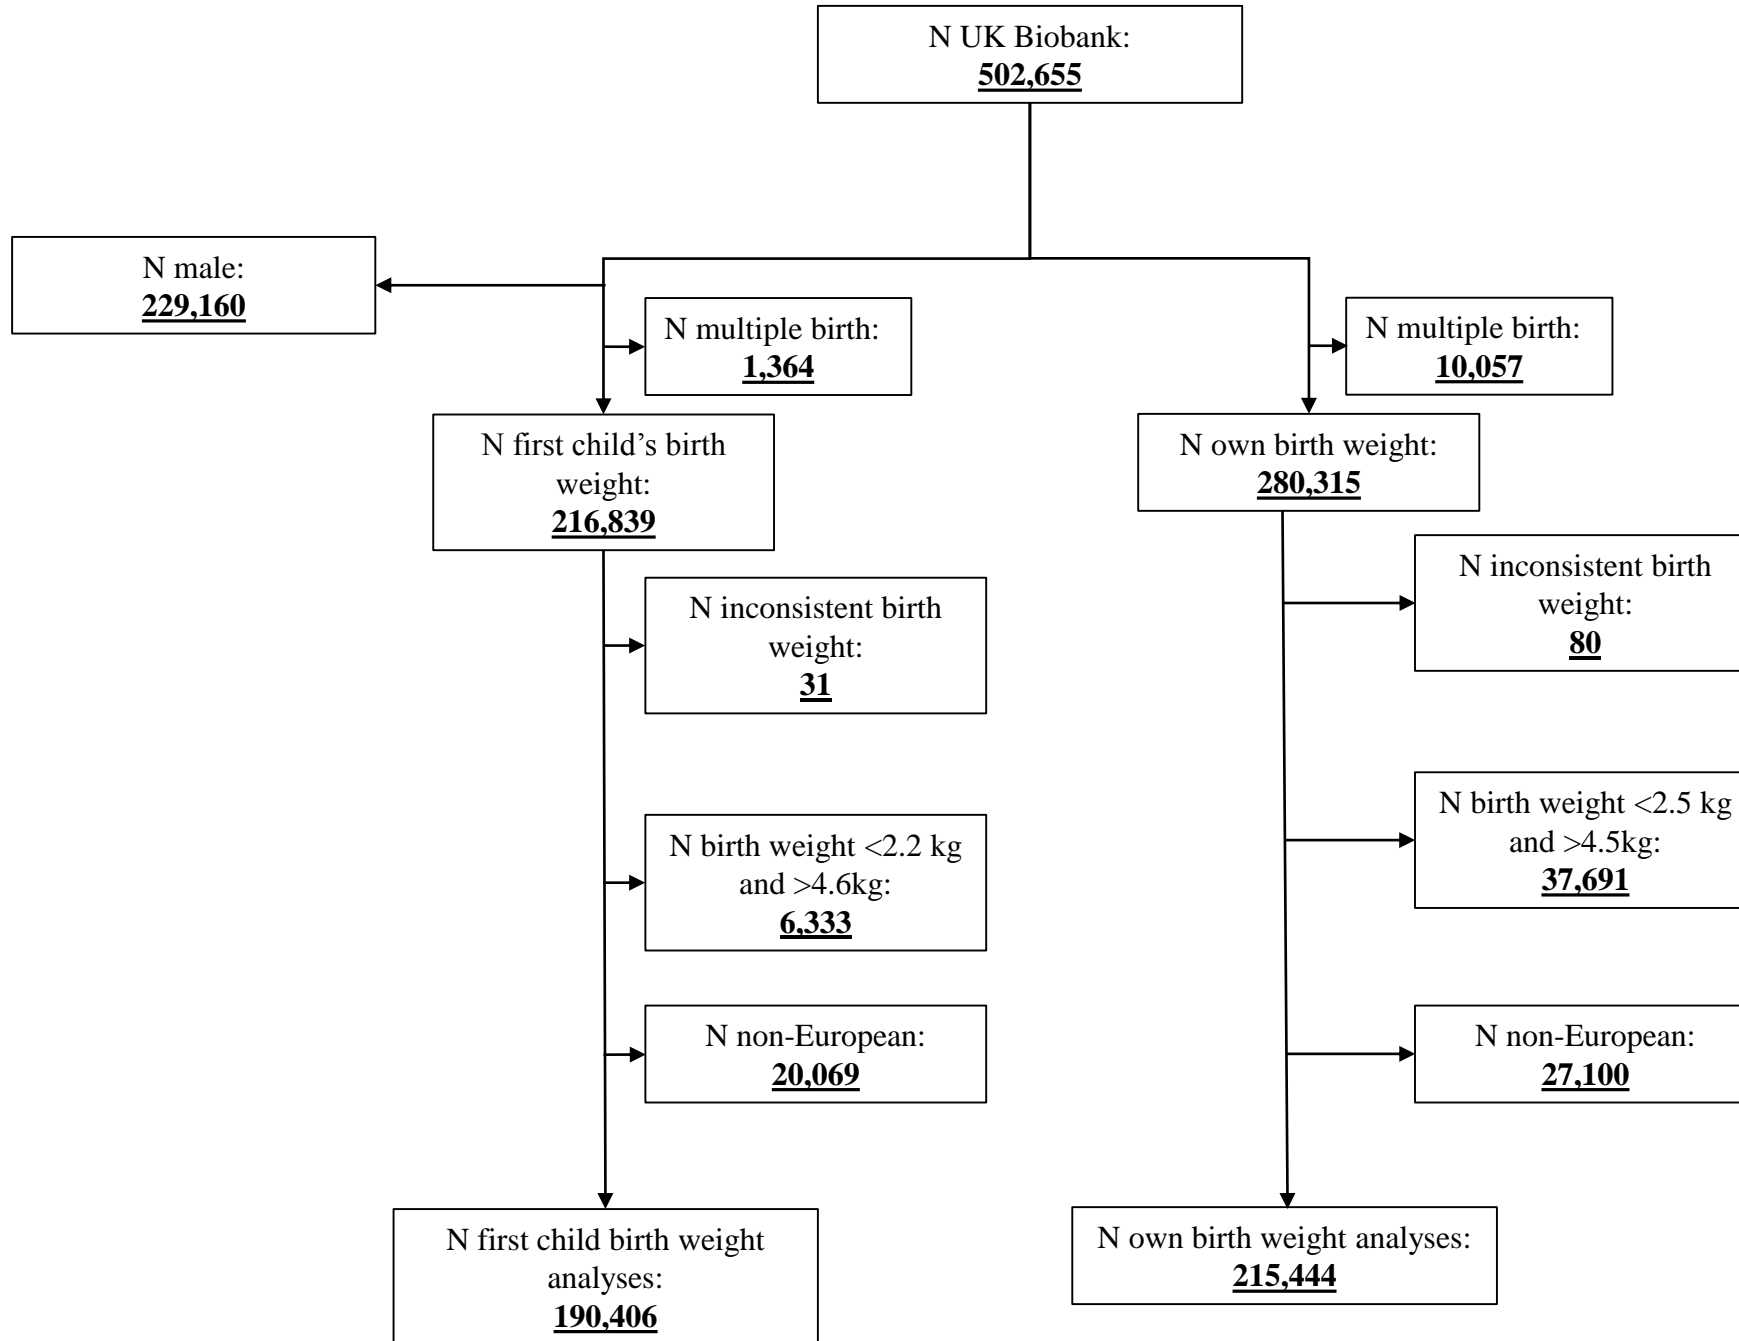 N UK Biobank:
502,655
N male:
229,160
N multiple birth:
1,364
N multiple birth:
10,057
N first child’s birth
weight:
216,839
N own birth weight:
280,315
N inconsistent birth
weight:
31
N inconsistent birth
weight:
80
N birth weight <2.2 kg
and >4.6kg:
6,333
N birth weight <2.5 kg
and >4.5kg:
37,691
N non-European:
20,069
N non-European:
27,100
N first child birth weight
analyses:
190,406
N own birth weight analyses:
215,444